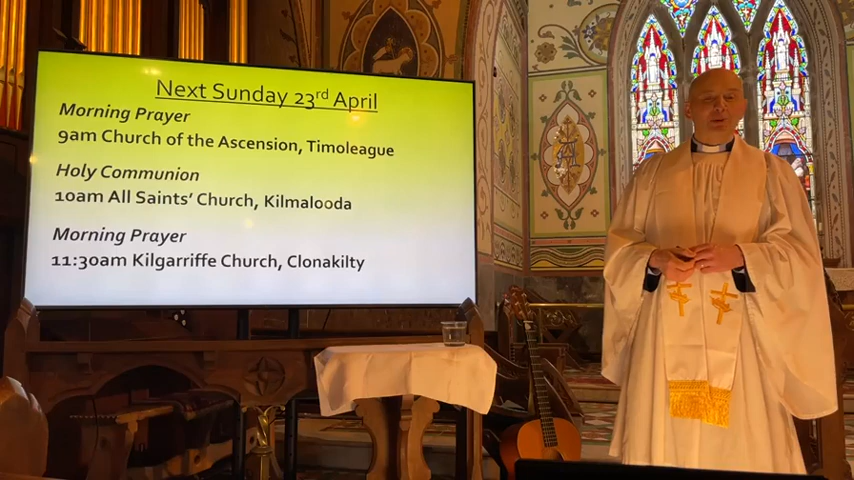 Next Sunday 23rd April
Morning Prayer
9am Church of the Ascension, Timoleague
Holy Communion
10am All Saints' Church, Kilmalooda
Morning Prayer
11:30am Kilgarriffe Church, Clonakilty